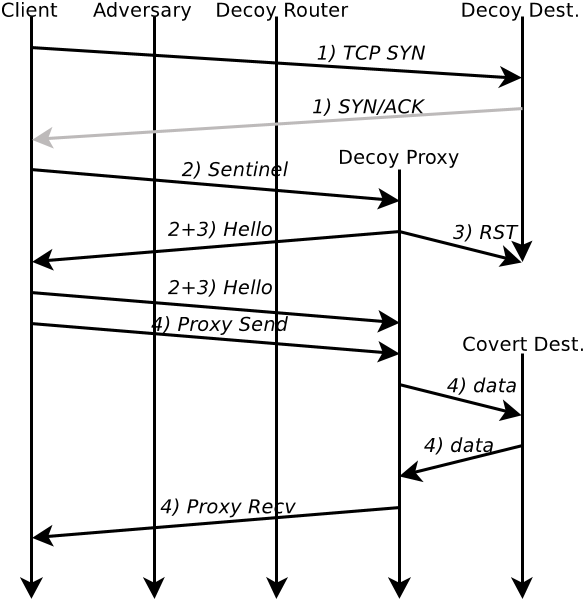 Client Adversary Decoy Router Decoy Dest.
1) TCP SYN
1) SYN/ACK
Decoy Proxy
2) Sentinel
2+3) Hello
3) RST
2+3) Hello
4) Proxy Send
Covert Dest.
4) data
4) data
4) Proxy Recv